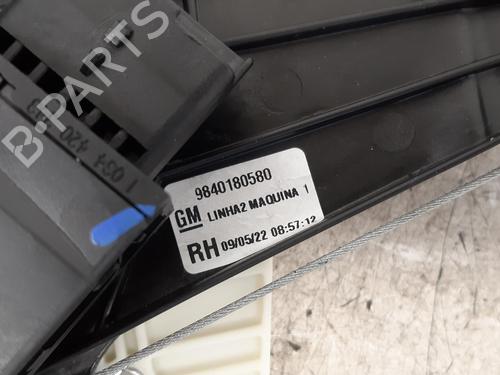 9840180580
GM LINHA2 MAQUINA 1
RH 09/05/22 08:57:12
B-PARTS